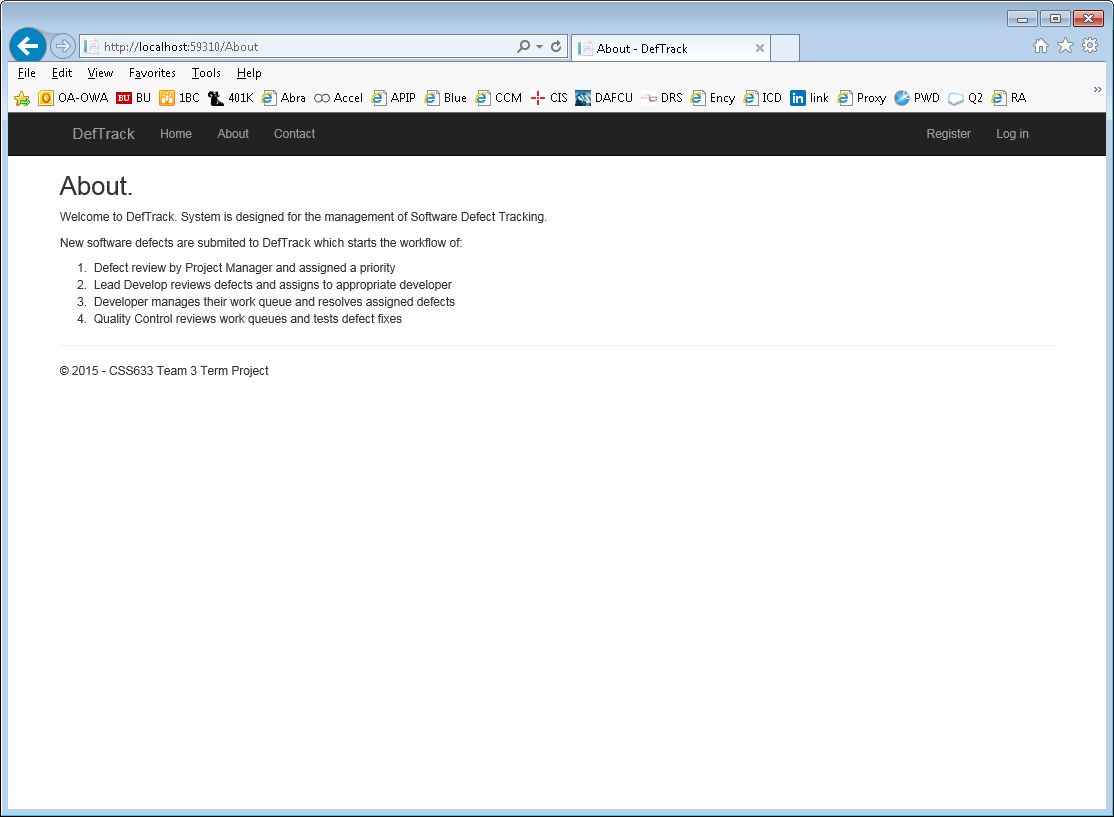 http://localhost:59310/About
About - DefTrack
File Edit View Favorites Tools Help
OA-OWA BU BU 1BC 401K Abra Accel APIP Blue CCM CIS DAFCU DRS Ency ICD in link Proxy PWD Q2 RA
DefTrack Home About Contact Register Log in
About.
Welcome to DefTrack. System is designed for the management of Software Defect Tracking.
New software defects are submited to DefTrack which starts the workflow of:
1. Defect review by Project Manager and assigned a priority
2. Lead Develop reviews defects and assigns to appropriate developer
3. Developer manages their work queue and resolves assigned defects
4. Quality Control reviews work queues and tests defect fixes
© 2015 - CSS633 Team 3 Term Project